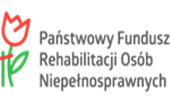 Państwowy Fundusz
Rehabilitacji Osób
Niepełnosprawnych